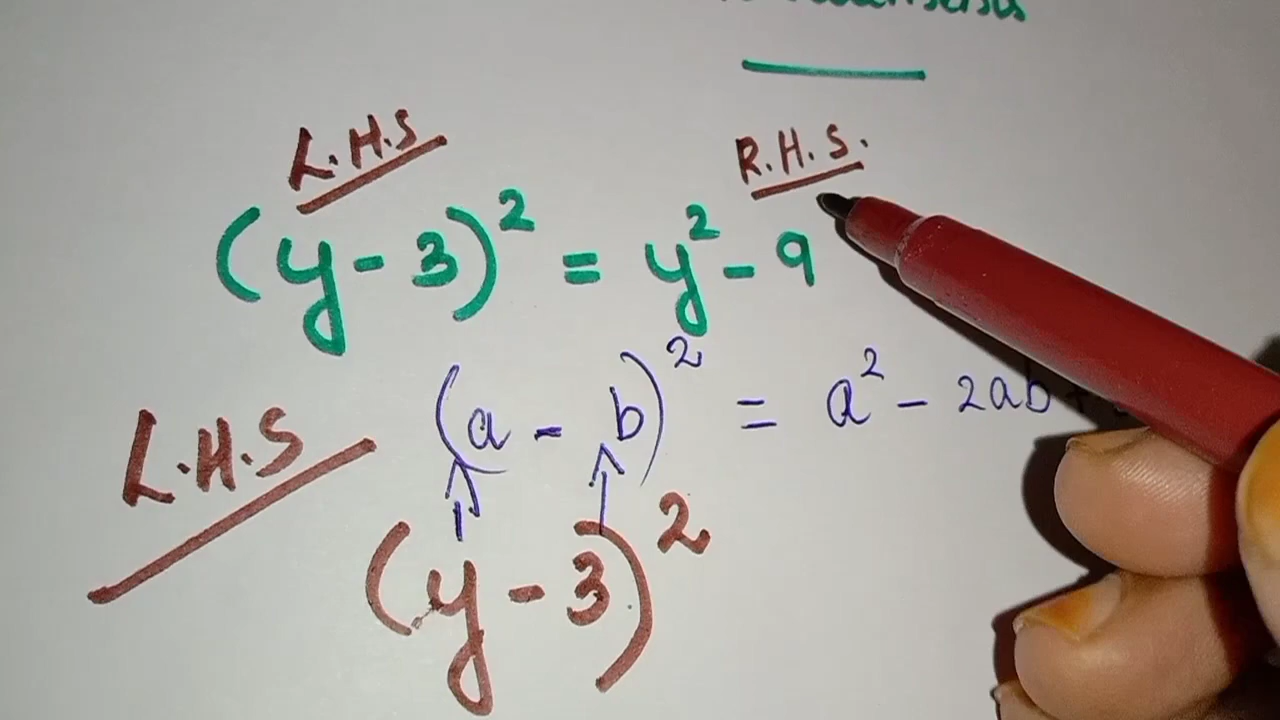 L.H.S R.H.S.
(y - 3)² = y² - 9
(a - b)² = a² - 2ab +
L.H.S
(y - 3)²